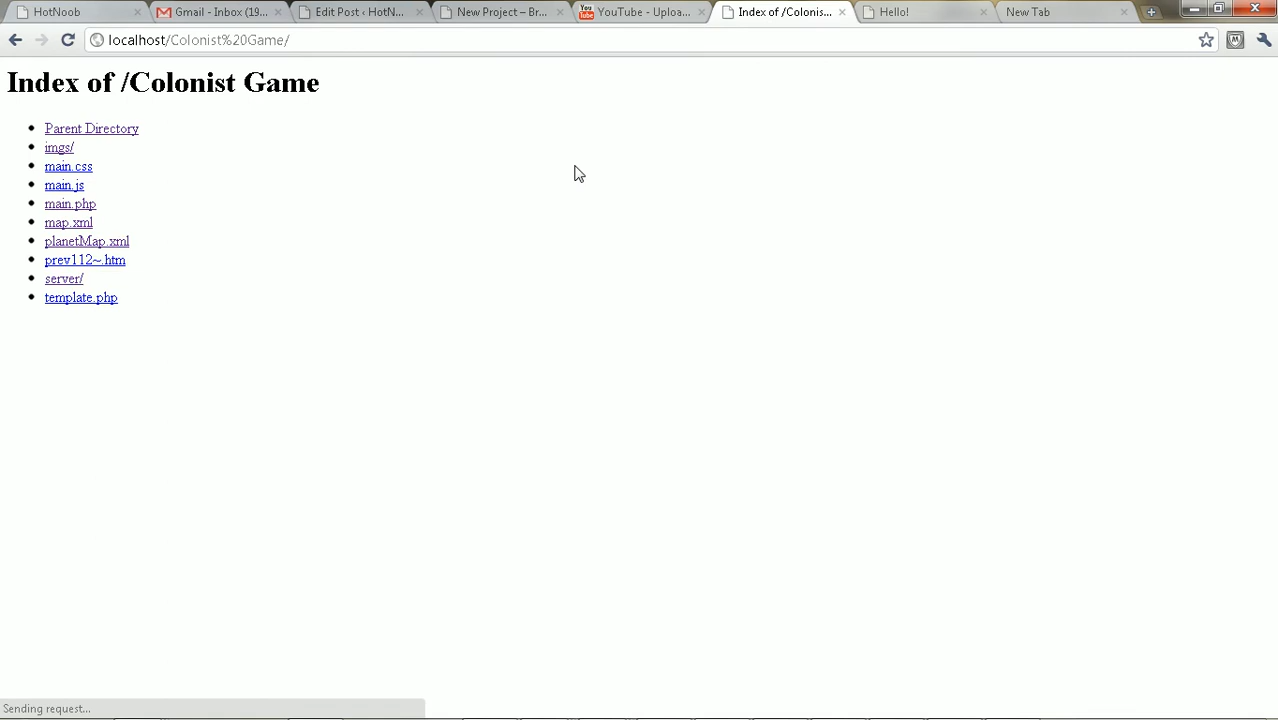 HotNoob
Gmail - Inbox (19...
Edit Post ‹ HotN...
New Project – Br...
You Tube
YouTube - Uploa...
Index of /Colonis...
Hello!
New Tab
localhost/Colonist%20Game/
Index of /Colonist Game
Parent Directory
imgs/
main.css
main.js
main.php
map.xml
planetMap.xml
prev112~.htm
server/
template.php
Sending request...